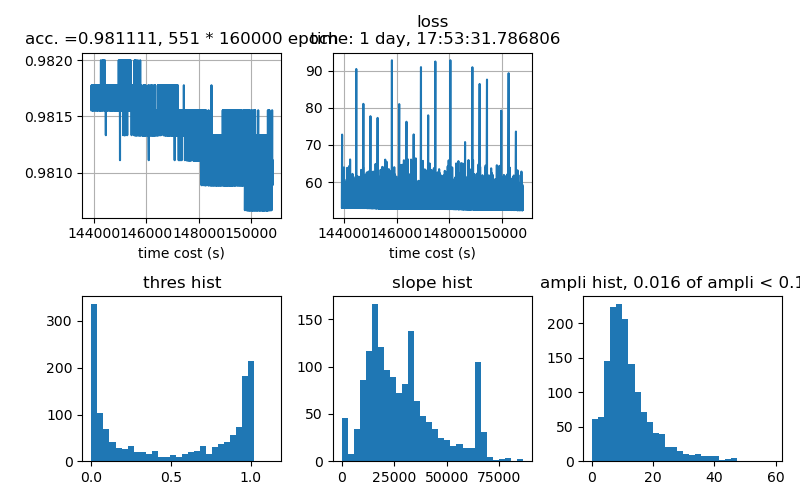 loss
acc. =0.981111, 551 * 160000 epoch
time: 1 day, 17:53:31.786806
0.9820
0.9815
0.9810
90
80
70
60
144000 146000 148000 150000
144000 146000 148000 150000
time cost (s)
time cost (s)
thres hist
slope hist
ampli hist, 0.016 of ampli < 0.1
300
200
100
0
150
100
50
0
200
150
100
50
0
0.0 0.5 1.0
0 25000 50000 75000
0 20 40 60